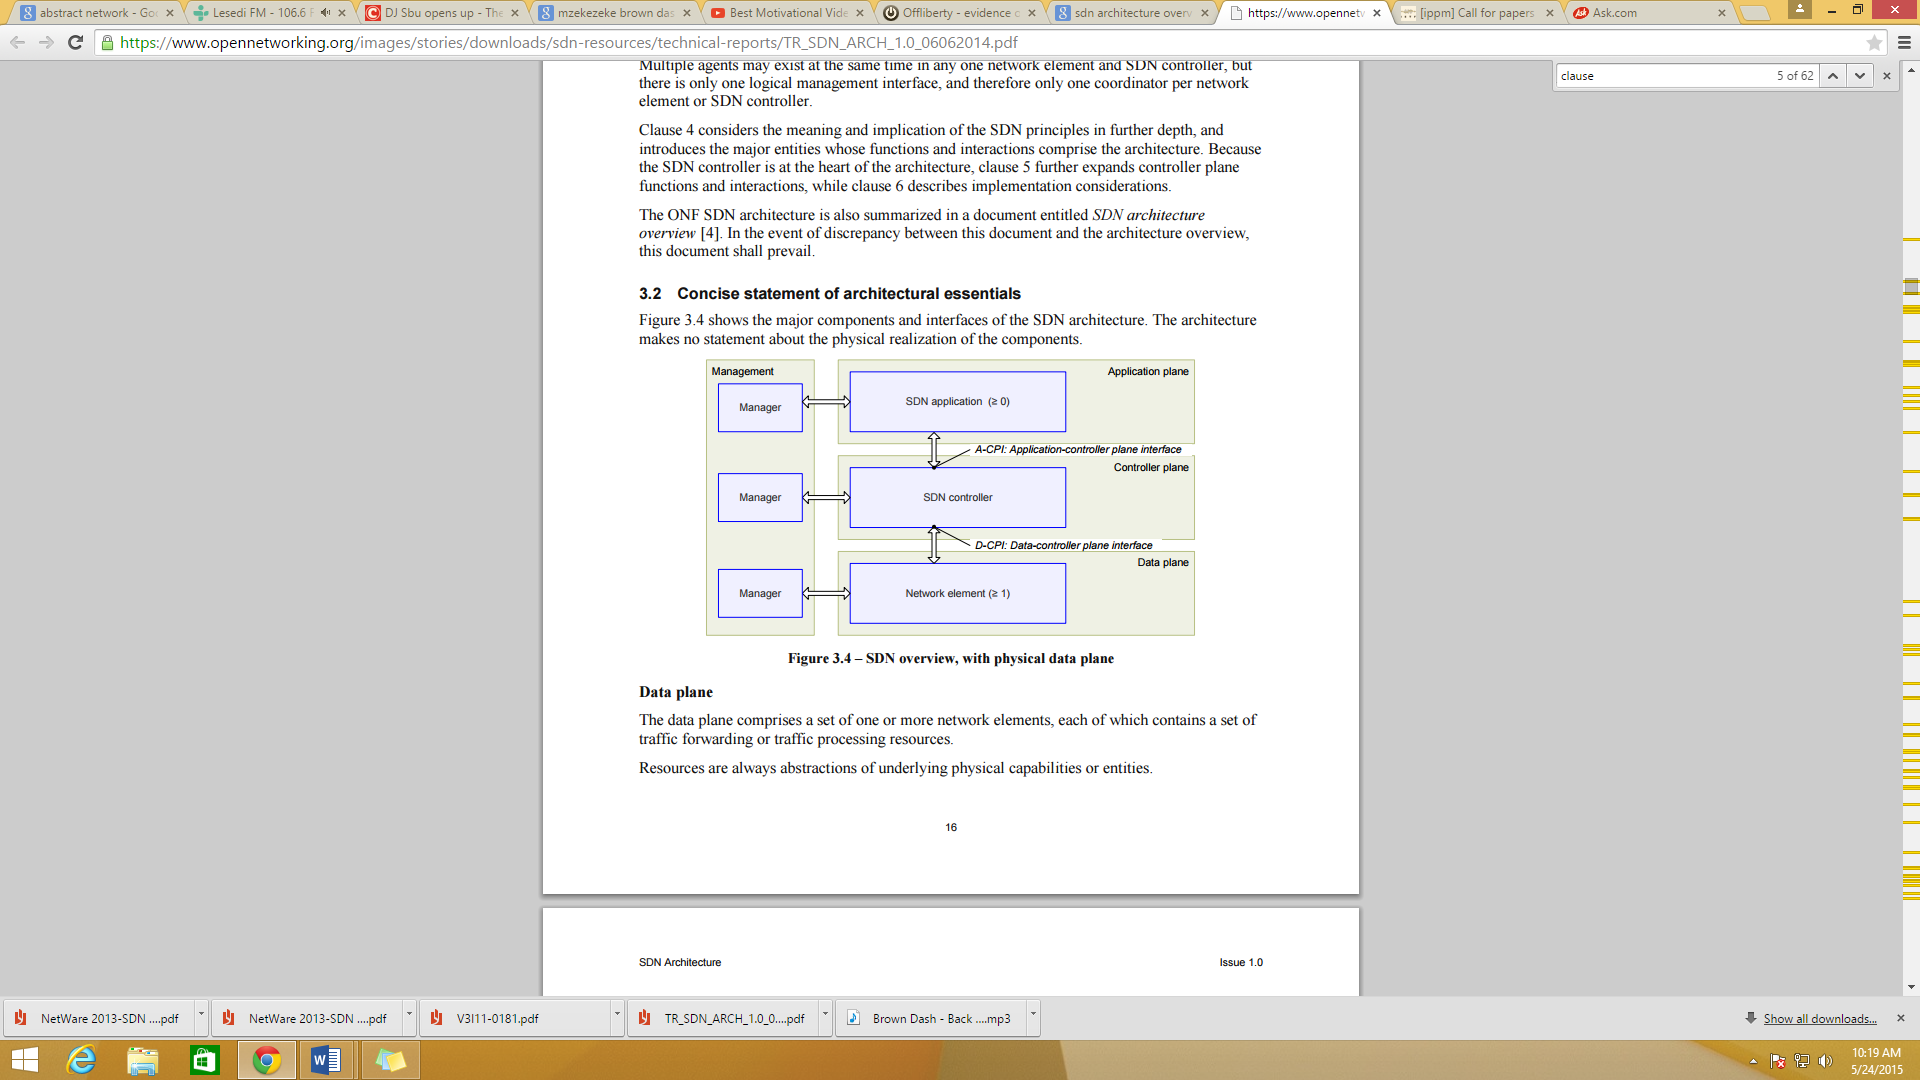 abstract network - Go
Lesedi FM - 106.6 F
DJ Sbu opens up - The
mzekezeke brown das
Best Motivational Vide
Offliberty - evidence o
sdn architecture overv
https://www.opennetw
[ippm] Call for papers
Ask.com
https://www.opennetworking.org/images/stories/downloads/sdn-resources/technical-reports/TR_SDN_ARCH_1.0_06062014.pdf
clause 5 of 62
Multiple agents may exist at the same time in any one network element and SDN controller, but
there is only one logical management interface, and therefore only one coordinator per network
element or SDN controller.
Clause 4 considers the meaning and implication of the SDN principles in further depth, and
introduces the major entities whose functions and interactions comprise the architecture. Because
the SDN controller is at the heart of the architecture, clause 5 further expands controller plane
functions and interactions, while clause 6 describes implementation considerations.
The ONF SDN architecture is also summarized in a document entitled SDN architecture
overview [4]. In the event of discrepancy between this document and the architecture overview,
this document shall prevail.
3.2 Concise statement of architectural essentials
Figure 3.4 shows the major components and interfaces of the SDN architecture. The architecture
makes no statement about the physical realization of the components.
Management
Application plane
Manager
SDN application (≥ 0)
A-CPI: Application-controller plane interface
Controller plane
Manager
SDN controller
D-CPI: Data-controller plane interface
Data plane
Manager
Network element (≥ 1)
Figure 3.4 – SDN overview, with physical data plane
Data plane
The data plane comprises a set of one or more network elements, each of which contains a set of
traffic forwarding or traffic processing resources.
Resources are always abstractions of underlying physical capabilities or entities.
16
SDN Architecture
Issue 1.0
NetWare 2013-SDN ....pdf
NetWare 2013-SDN ....pdf
V3I11-0181.pdf
TR_SDN_ARCH_1.0_0....pdf
Brown Dash - Back ....mp3
Show all downloads...
10:19 AM
5/24/2015